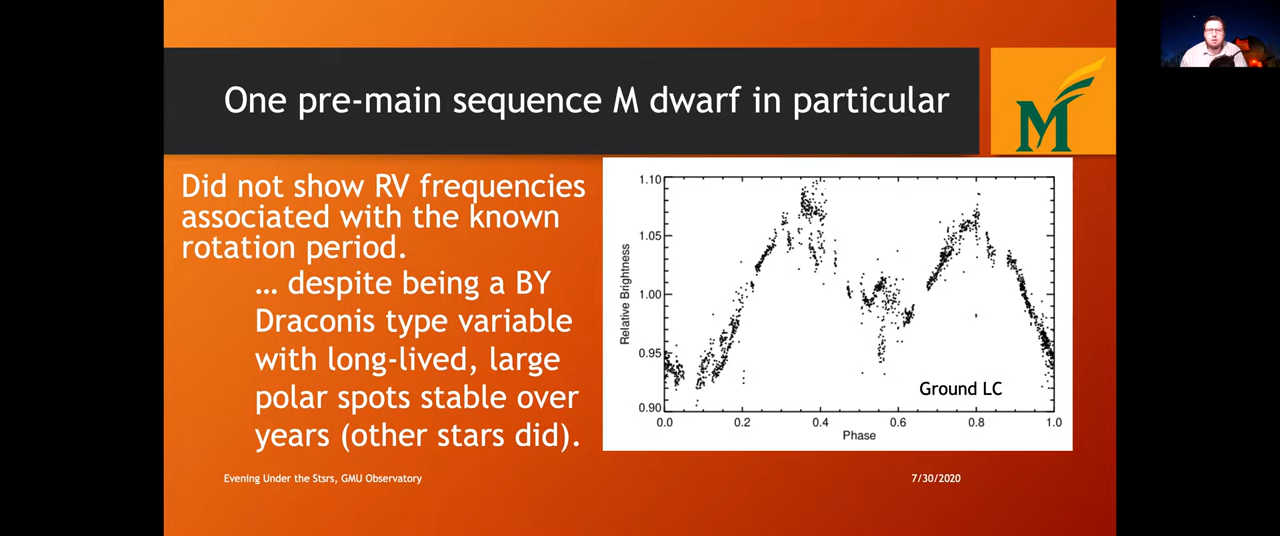 One pre-main sequence M dwarf in particular
M
Did not show RV frequencies
associated with the known
rotation period.
… despite being a BY
Draconis type variable
with long-lived, large
polar spots stable over
years (other stars did).
1.10
1.05
1.00
0.95
0.90
Relative Brightness
Ground LC
0.0 0.2 0.4 0.6 0.8 1.0
Phase
Evening Under the Stsrs, GMU Observatory
7/30/2020